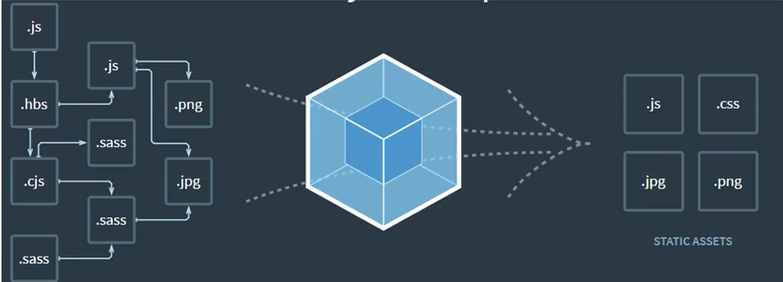 .js
.js
.hbs
.png
.sass
.cjs
.jpg
.sass
.sass
.js
.css
.jpg
.png
STATIC ASSETS